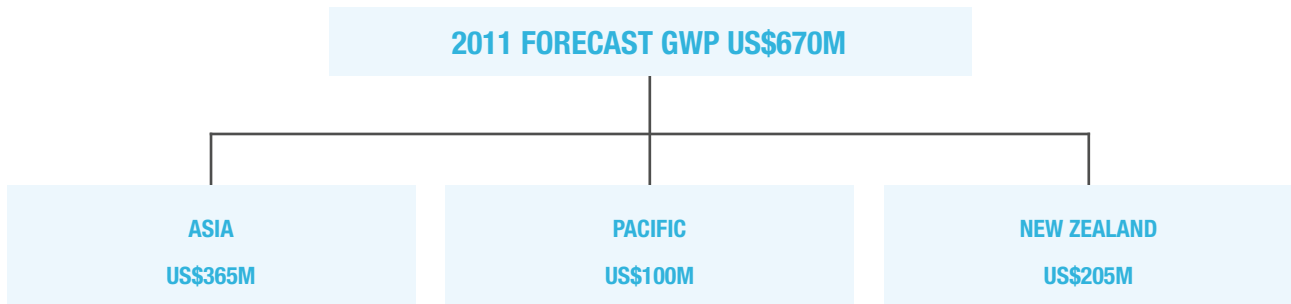 2011 FORECAST GWP US$670M
ASIA
US$365M
PACIFIC
US$100M
NEW ZEALAND
US$205M